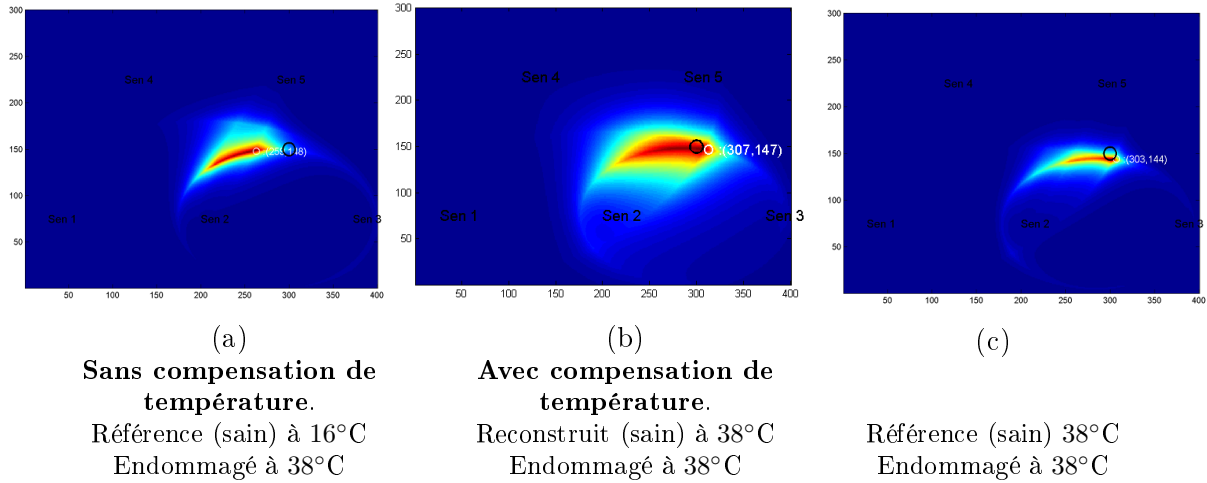 300
250
200
150
100
50
50 100 150 200 250 300 350 400
Sen 4
Sen 5
Sen 1
Sen 2
Sen 3
300
250
200
150
100
50
50 100 150 200 250 300 350 400
Sen 4
Sen 5
(307,147)
Sen 1
Sen 2
Sen 3
300
250
200
150
100
50
50 100 150 200 250 300 350 400
Sen 4
Sen 5
(303,144)
Sen 1
Sen 2
Sen 3
(a)
Sans compensation de
température.
Référence (sain) à 16°C
Endommagé à 38°C
(b)
Avec compensation de
température.
Reconstruit (sain) à 38°C
Endommagé à 38°C
(c)
Référence (sain) 38°C
Endommagé à 38°C